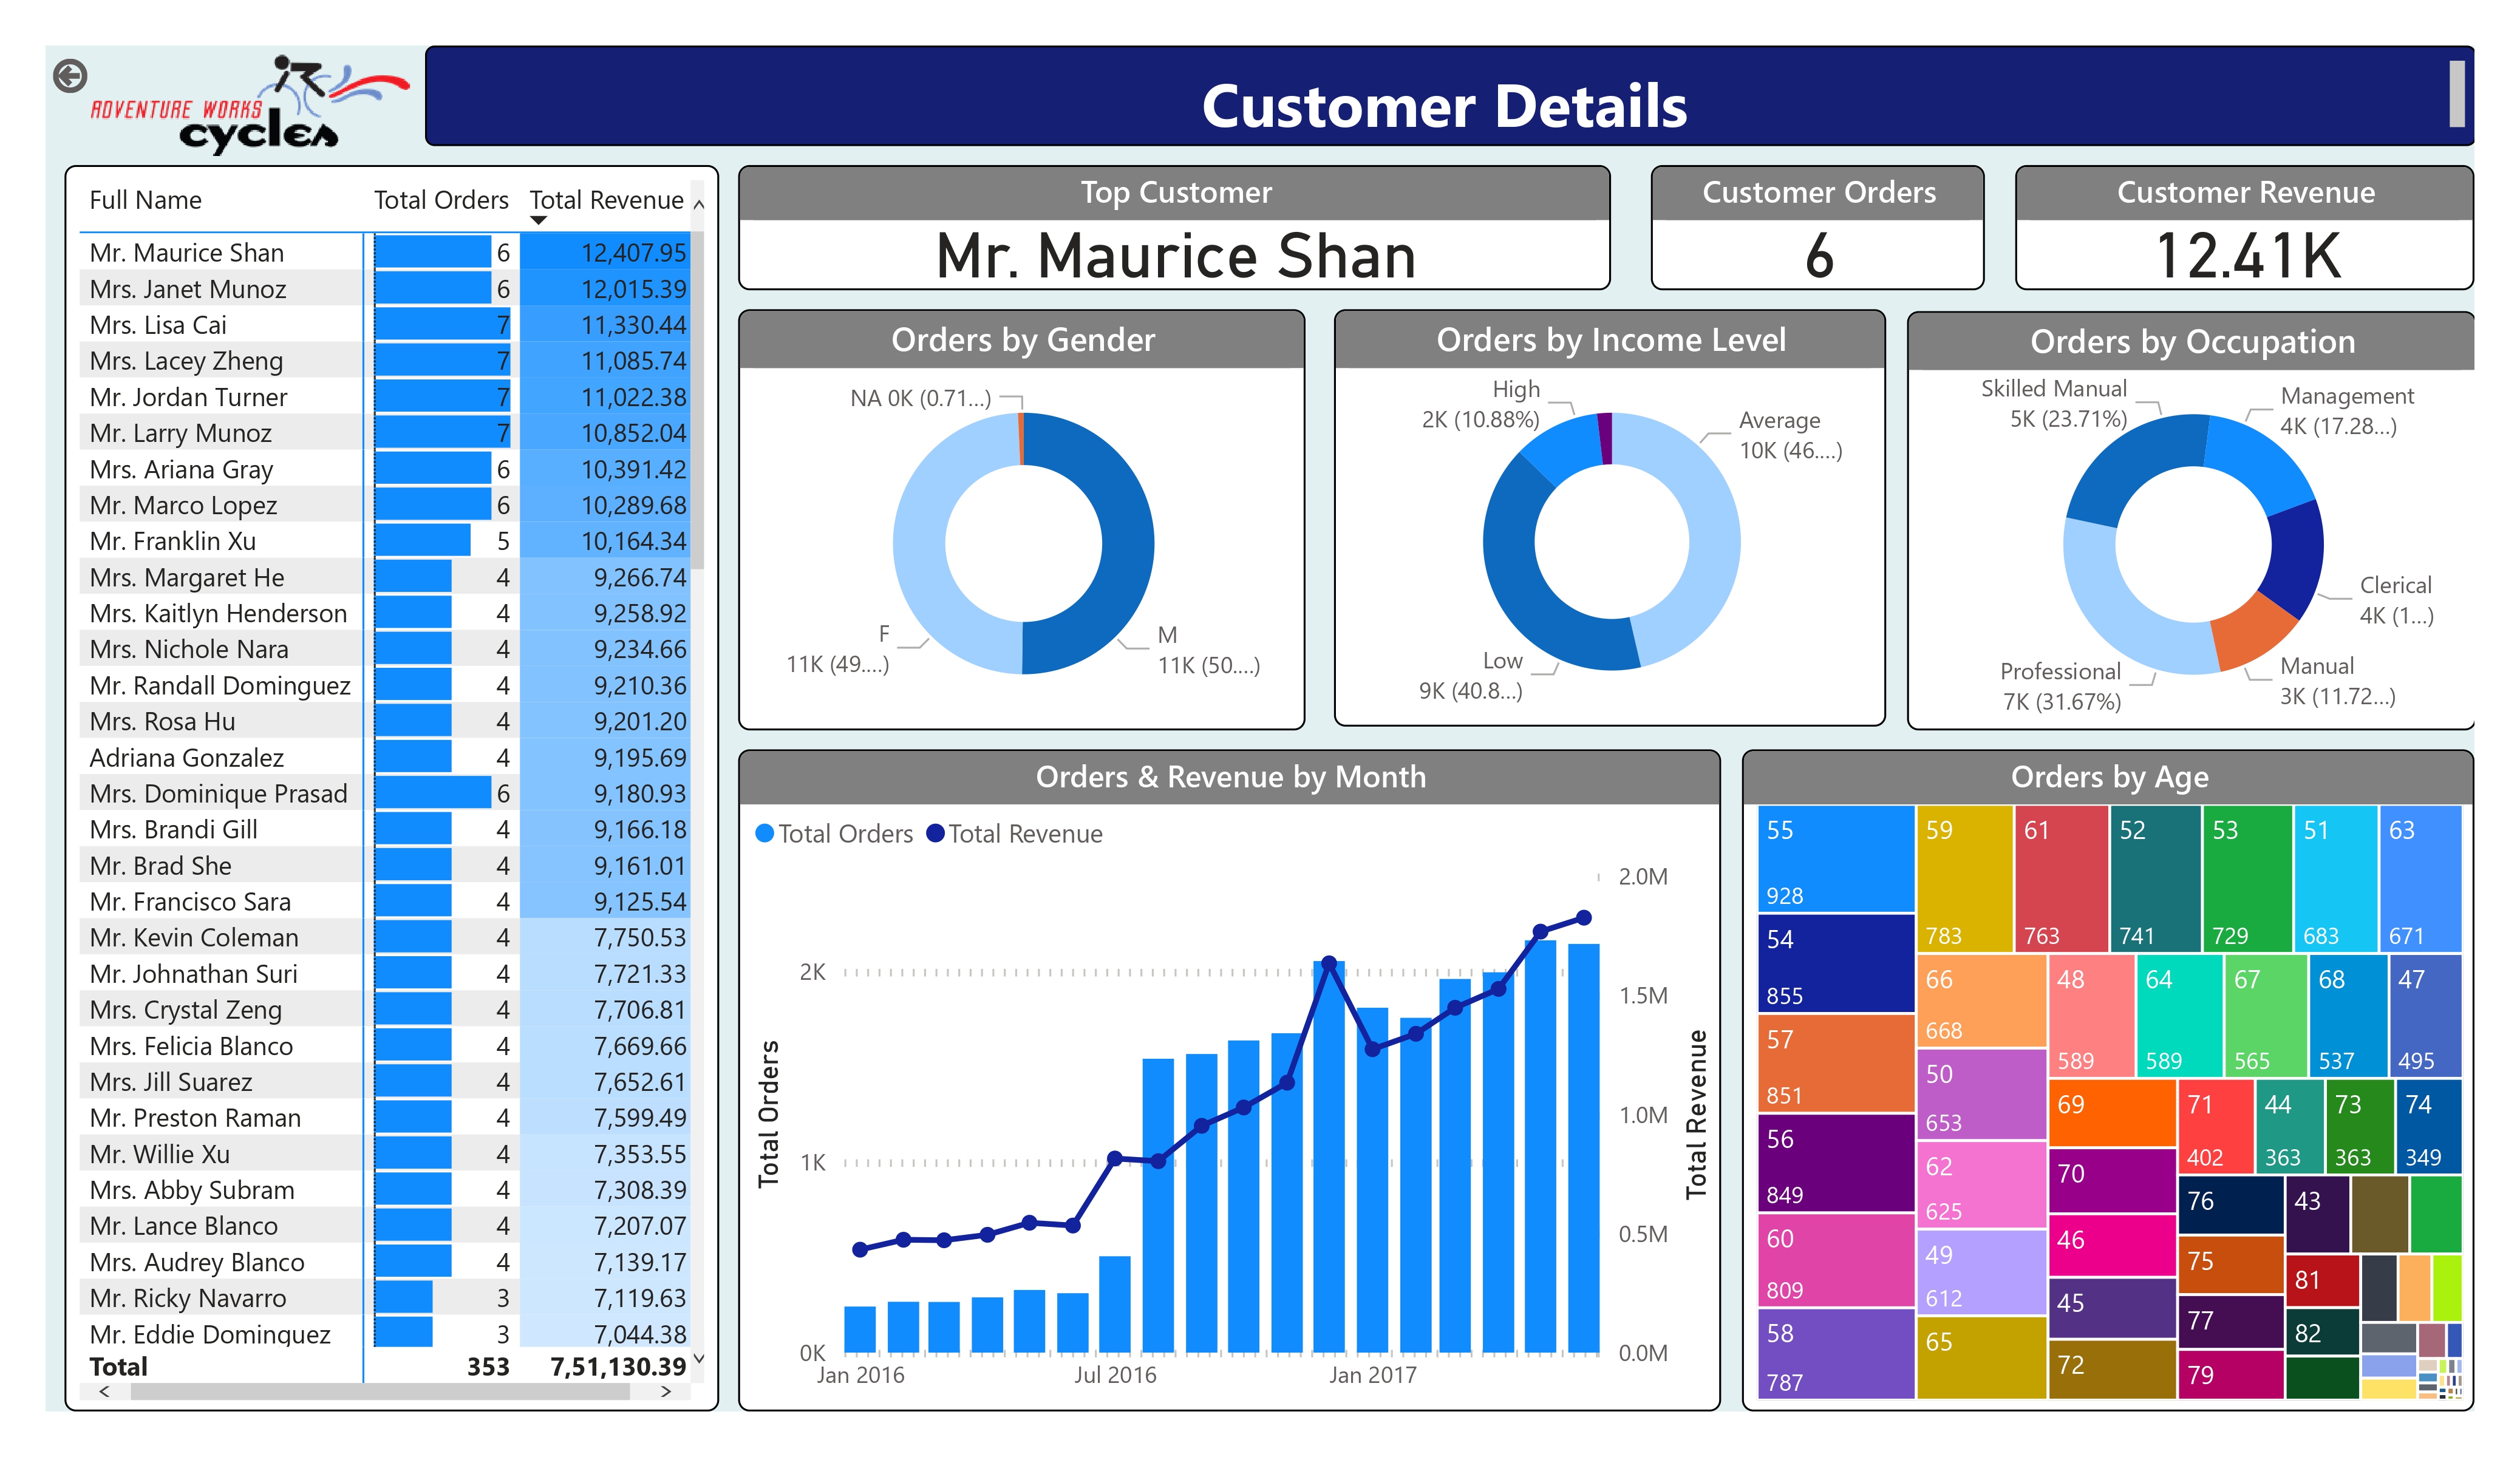 ADVENTURE WORKS
cycles
Customer Details
Full Name Total Orders Total Revenue
Mr. Maurice Shan 6 12,407.95
Mrs. Janet Munoz 6 12,015.39
Mrs. Lisa Cai 7 11,330.44
Mrs. Lacey Zheng 7 11,085.74
Mr. Jordan Turner 7 11,022.38
Mr. Larry Munoz 7 10,852.04
Mrs. Ariana Gray 6 10,391.42
Mr. Marco Lopez 6 10,289.68
Mr. Franklin Xu 5 10,164.34
Mrs. Margaret He 4 9,266.74
Mrs. Kaitlyn Henderson 4 9,258.92
Mrs. Nichole Nara 4 9,234.66
Mr. Randall Dominguez 4 9,210.36
Mrs. Rosa Hu 4 9,201.20
Adriana Gonzalez 4 9,195.69
Mrs. Dominique Prasad 6 9,180.93
Mrs. Brandi Gill 4 9,166.18
Mr. Brad She 4 9,161.01
Mr. Francisco Sara 4 9,125.54
Mr. Kevin Coleman 4 7,750.53
Mr. Johnathan Suri 4 7,721.33
Mrs. Crystal Zeng 4 7,706.81
Mrs. Felicia Blanco 4 7,669.66
Mrs. Jill Suarez 4 7,652.61
Mr. Preston Raman 4 7,599.49
Mr. Willie Xu 4 7,353.55
Mrs. Abby Subram 4 7,308.39
Mr. Lance Blanco 4 7,207.07
Mrs. Audrey Blanco 4 7,139.17
Mr. Ricky Navarro 3 7,119.63
Mr. Eddie Dominguez 3 7,044.38
Total 353 7,51,130.39
Top Customer
Mr. Maurice Shan
Customer Orders
6
Customer Revenue
12.41K
Orders by Gender
NA 0K (0.71...)
F
11K (49....)
M
11K (50....)
Orders by Income Level
High
2K (10.88%)
Average
10K (46....)
Low
9K (40.8...)
Orders by Occupation
Skilled Manual
5K (23.71%)
Management
4K (17.28...)
Clerical
4K (1...)
Professional
7K (31.67%)
Manual
3K (11.72...)
Orders & Revenue by Month
Total Orders Total Revenue
2.0M
2K
1.5M
1.0M
1K
0.5M
0K
0.0M
Total Orders
Total Revenue
Jan 2016 Jul 2016 Jan 2017
Orders by Age
55
928
54
855
57
851
56
849
60
809
58
787
59 61 52 53 51 63
783 763 741 729 683 671
66
668
50
653
62
625
49
612
65
48 64 67 68 47
589 589 565 537 495
69
70
46
45
72
71 44 73 74
402 363 363 349
76
75
77
79
43
81
82